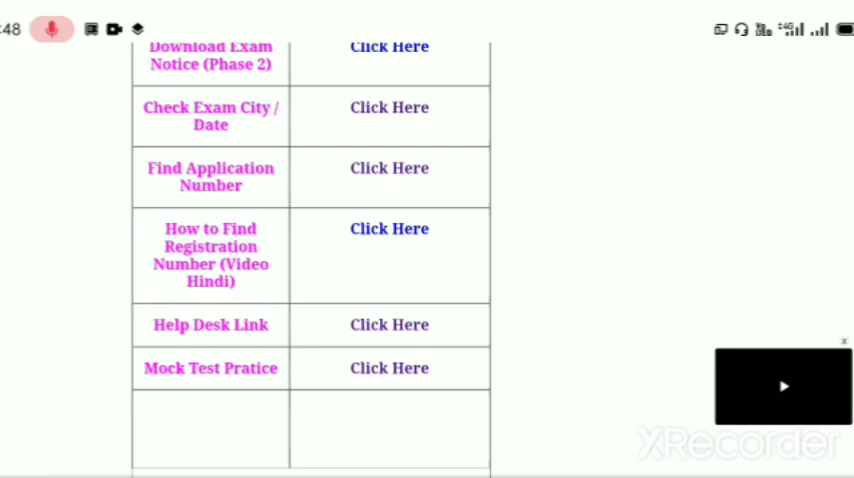 :48
Download Exam Click Here
Notice (Phase 2)
Check Exam City / Click Here
Date
Find Application Click Here
Number
How to Find Click Here
Registration
Number (Video
Hindi)
Help Desk Link Click Here
Mock Test Pratice Click Here
x
XRecorder